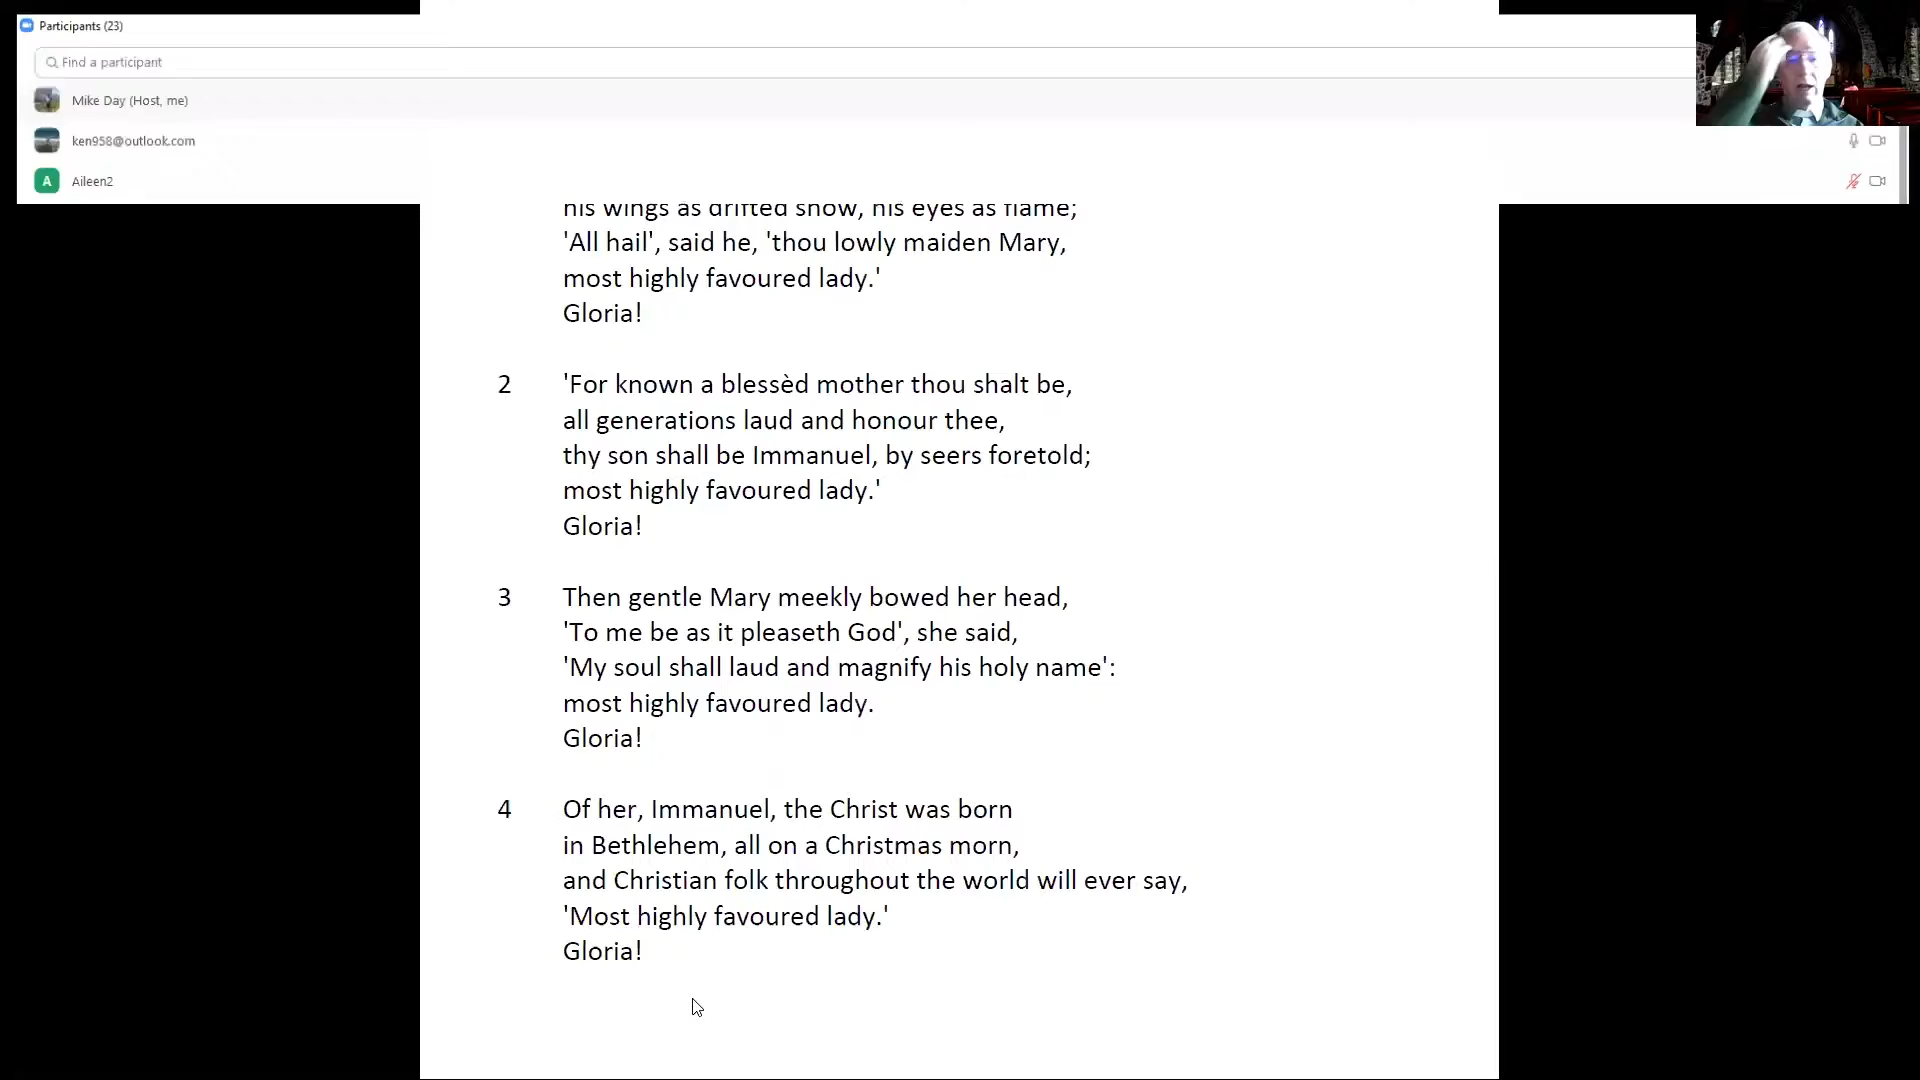 Participants (23)
Find a participant
Mike Day (Host, me)
ken958@outlook.com
A Aileen2
his wings as drifted snow, his eyes as flame;
'All hail', said he, 'thou lowly maiden Mary,
most highly favoured lady.'
Gloria!
2 'For known a blessèd mother thou shalt be,
all generations laud and honour thee,
thy son shall be Immanuel, by seers foretold;
most highly favoured lady.'
Gloria!
3 Then gentle Mary meekly bowed her head,
'To me be as it pleaseth God', she said,
'My soul shall laud and magnify his holy name':
most highly favoured lady.
Gloria!
4 Of her, Immanuel, the Christ was born
in Bethlehem, all on a Christmas morn,
and Christian folk throughout the world will ever say,
'Most highly favoured lady.'
Gloria!